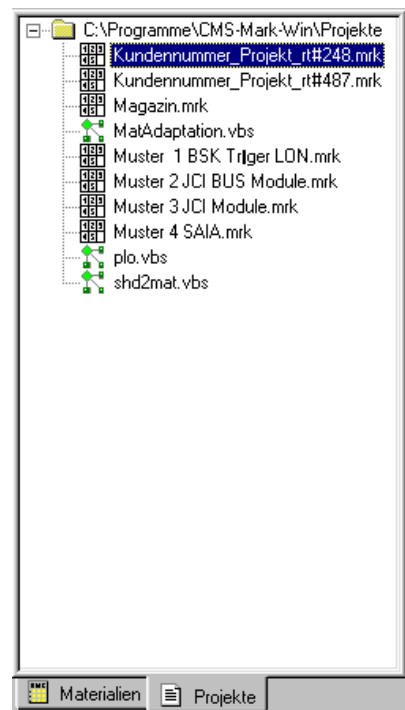 C:\Programme\CMS-Mark-Win\Projekte
Kundennummer_Projekt_rt#248.mrk
Kundennummer_Projekt_rt#487.mrk
Magazin.mrk
MatAdaptation.vbs
Muster 1 BSK Tr|ger LON.mrk
Muster 2 JCI BUS Module.mrk
Muster 3 JCI Module.mrk
Muster 4 SAIA.mrk
plo.vbs
shd2mat.vbs
Materialien Projekte